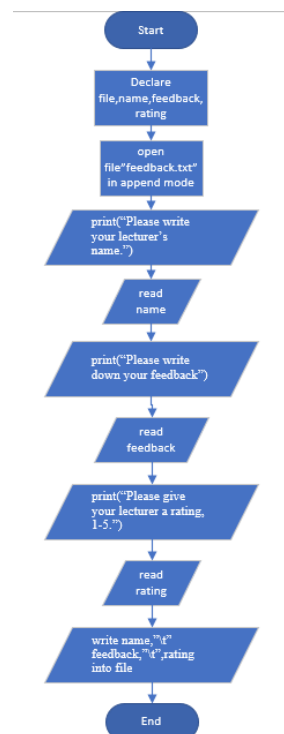 Start
Declare
file,name,feedback,
rating
open
file"feedback.txt"
in append mode
print(“Please write
your lecturer’s
name.”)
read
name
print(“Please write
down your feedback”)
read
feedback
print(“Please give
your lecturer a rating,
1-5.”)
read
rating
write name,”\t”
feedback,”\t”,rating
into file
End